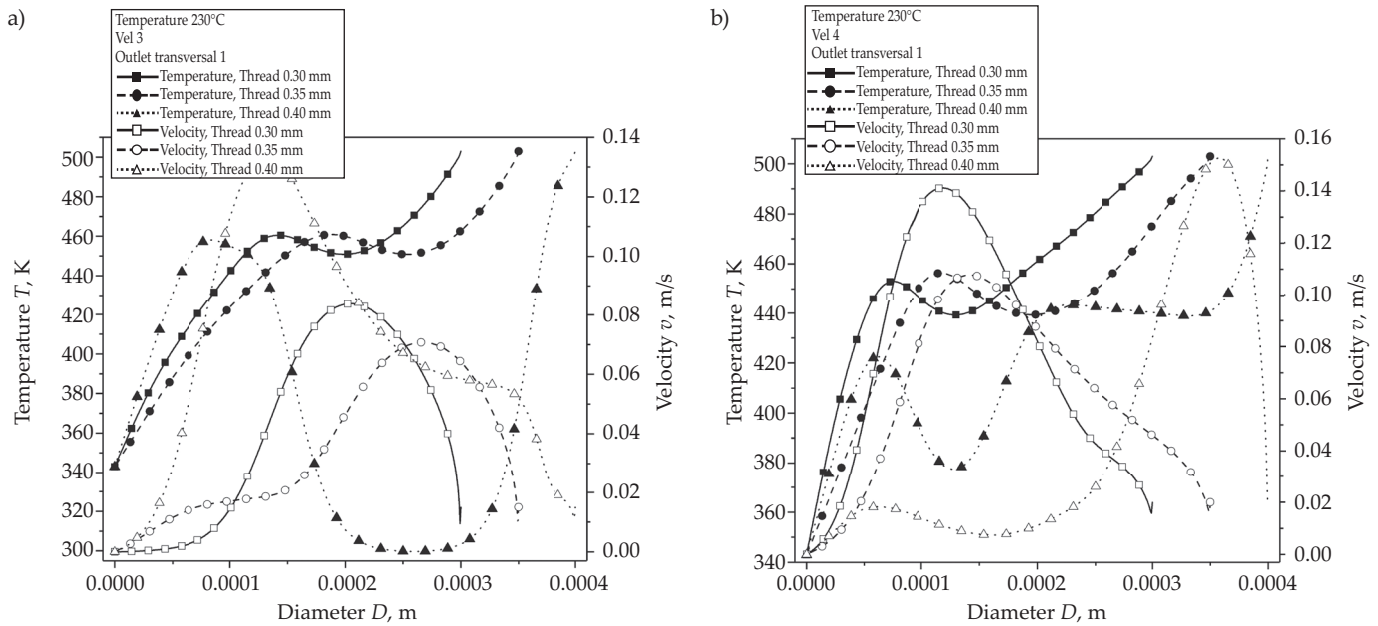 a)
Temperature 230°C
Vel 3
Outlet transversal 1
Temperature, Thread 0.30 mm
Temperature, Thread 0.35 mm
Temperature, Thread 0.40 mm
Velocity, Thread 0.30 mm
Velocity, Thread 0.35 mm
Velocity, Thread 0.40 mm
500
480
460
440
420
400
380
360
340
320
300
Temperature T, K
0.14
0.12
0.10
0.08
0.06
0.04
0.02
0.00
Velocity v, m/s
0.0000 0.0001 0.0002 0.0003 0.0004
Diameter D, m
b)
Temperature 230°C
Vel 4
Outlet transversal 1
Temperature, Thread 0.30 mm
Temperature, Thread 0.35 mm
Temperature, Thread 0.40 mm
Velocity, Thread 0.30 mm
Velocity, Thread 0.35 mm
Velocity, Thread 0.40 mm
500
480
460
440
420
400
380
360
340
Temperature T, K
0.16
0.14
0.12
0.10
0.08
0.06
0.04
0.02
0.00
Velocity v, m/s
0.0000 0.0001 0.0002 0.0003 0.0004
Diameter D, m